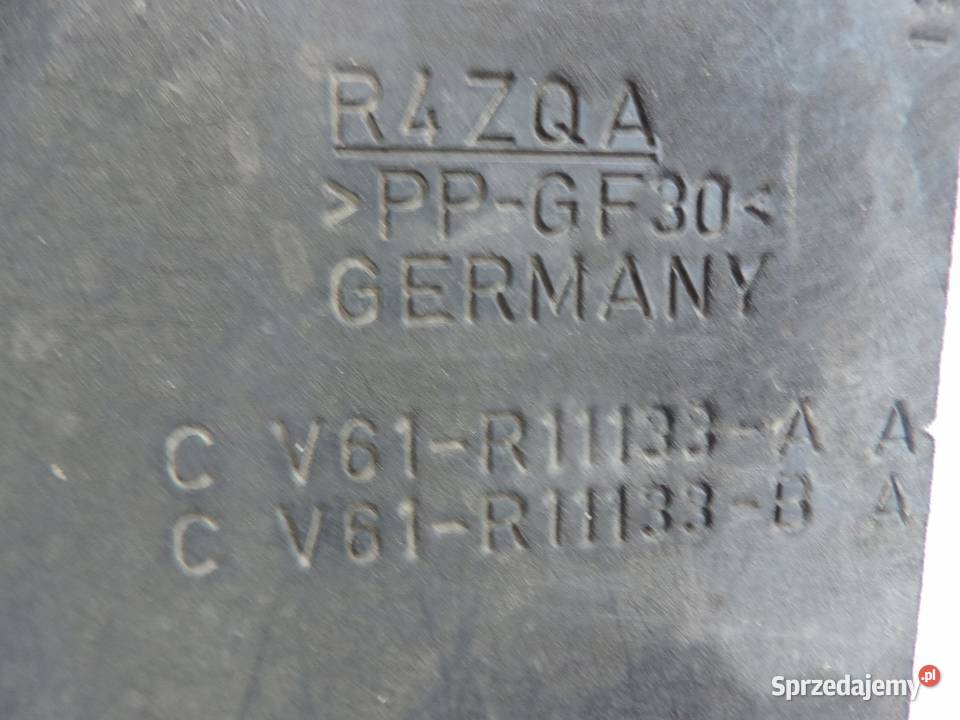 R4ZQA
>PP-GF30<
GERMANY
C V61-R11133-A A
C V61-R11133-B A
Sprzedajemy.pl